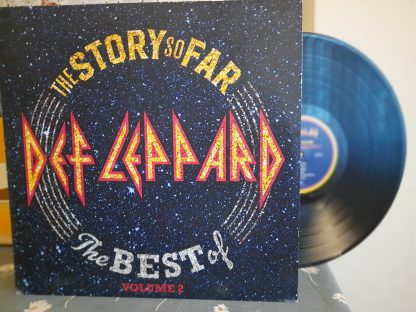 THE STORY SO FAR
DEF LEPPARD
The BEST of
VOLUME 2